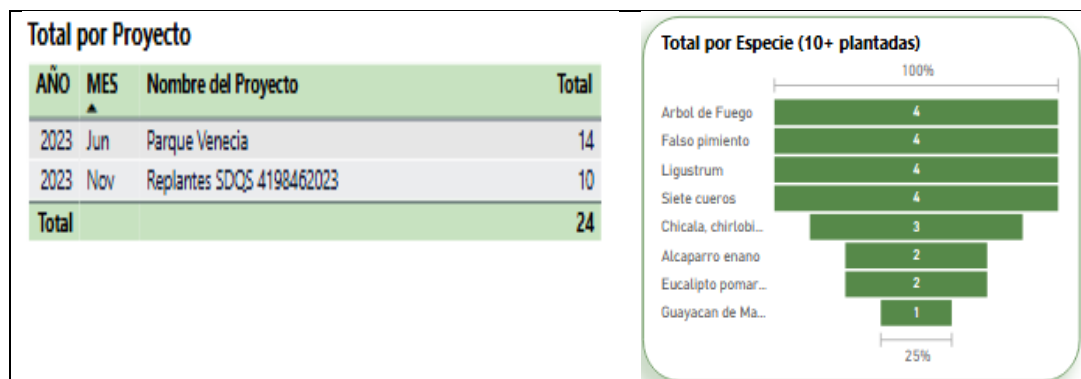 Total por Proyecto
AÑO MES Nombre del Proyecto Total
2023 Jun Parque Venecia 14
2023 Nov Replantes SDQS 4198462023 10
Total 24
Total por Especie (10+ plantadas)
100%
Arbol de Fuego 4
Falso pimiento 4
Ligustrum 4
Siete cueros 4
Chicala, chirlobi... 3
Alcaparro enano 2
Eucalipto pomar... 2
Guayacan de Ma... 1
25%